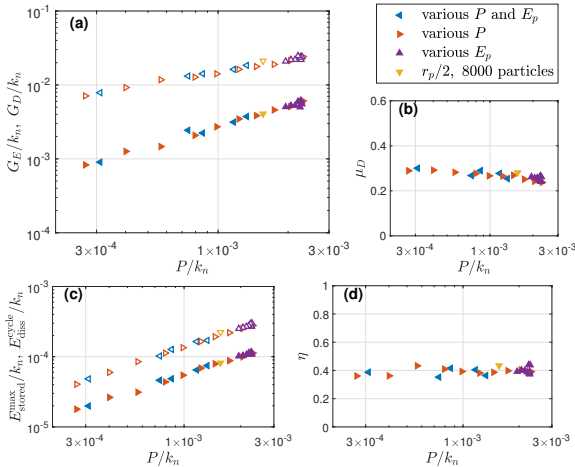 (a)
10⁻¹
10⁻²
10⁻³
10⁻⁴
G_E/k_n, G_D/k_n
3×10⁻⁴
1×10⁻³
3×10⁻³
P/k_n
various P and E_p
various P
various E_p
r_p/2, 8000 particles
(b)
0.6
0.4
0.2
0
μ_D
3×10⁻⁴
1×10⁻³
3×10⁻³
P/k_n
(c)
10⁻³
10⁻⁴
10⁻⁵
E_stored^max/k_n, E_diss^cycle/k_n
3×10⁻⁴
1×10⁻³
3×10⁻³
P/k_n
(d)
1
0.8
0.6
0.4
0.2
0
η
3×10⁻⁴
1×10⁻³
3×10⁻³
P/k_n